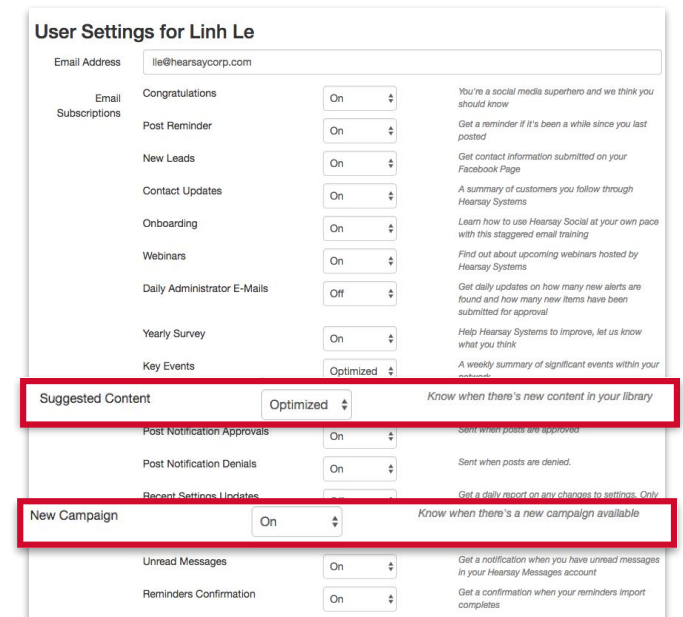 User Settings for Linh Le
Email Address lle@hearsaycorp.com
Email Subscriptions
Congratulations On You're a social media superhero and we think you should know
Post Reminder On Get a reminder if it's been a while since you last posted
New Leads On Get contact information submitted on your Facebook Page
Contact Updates On A summary of customers you follow through Hearsay Systems
Onboarding On Learn how to use Hearsay Social at your own pace with this staggered email training
Webinars On Find out about upcoming webinars hosted by Hearsay Systems
Daily Administrator E-Mails Off Get daily updates on how many new alerts are found and how many new items have been submitted for approval
Yearly Survey On Help Hearsay Systems to improve, let us know what you think
Key Events Optimized A weekly summary of significant events within your network
Suggested Content Optimized Know when there's new content in your library
Post Notification Approvals On Sent when posts are approved
Post Notification Denials On Sent when posts are denied.
Recent Settings Updates Get a daily report on any changes to settings. Only
New Campaign On Know when there's a new campaign available
Unread Messages On Get a notification when you have unread messages in your Hearsay Messages account
Reminders Confirmation On Get a confirmation when your reminders import completes